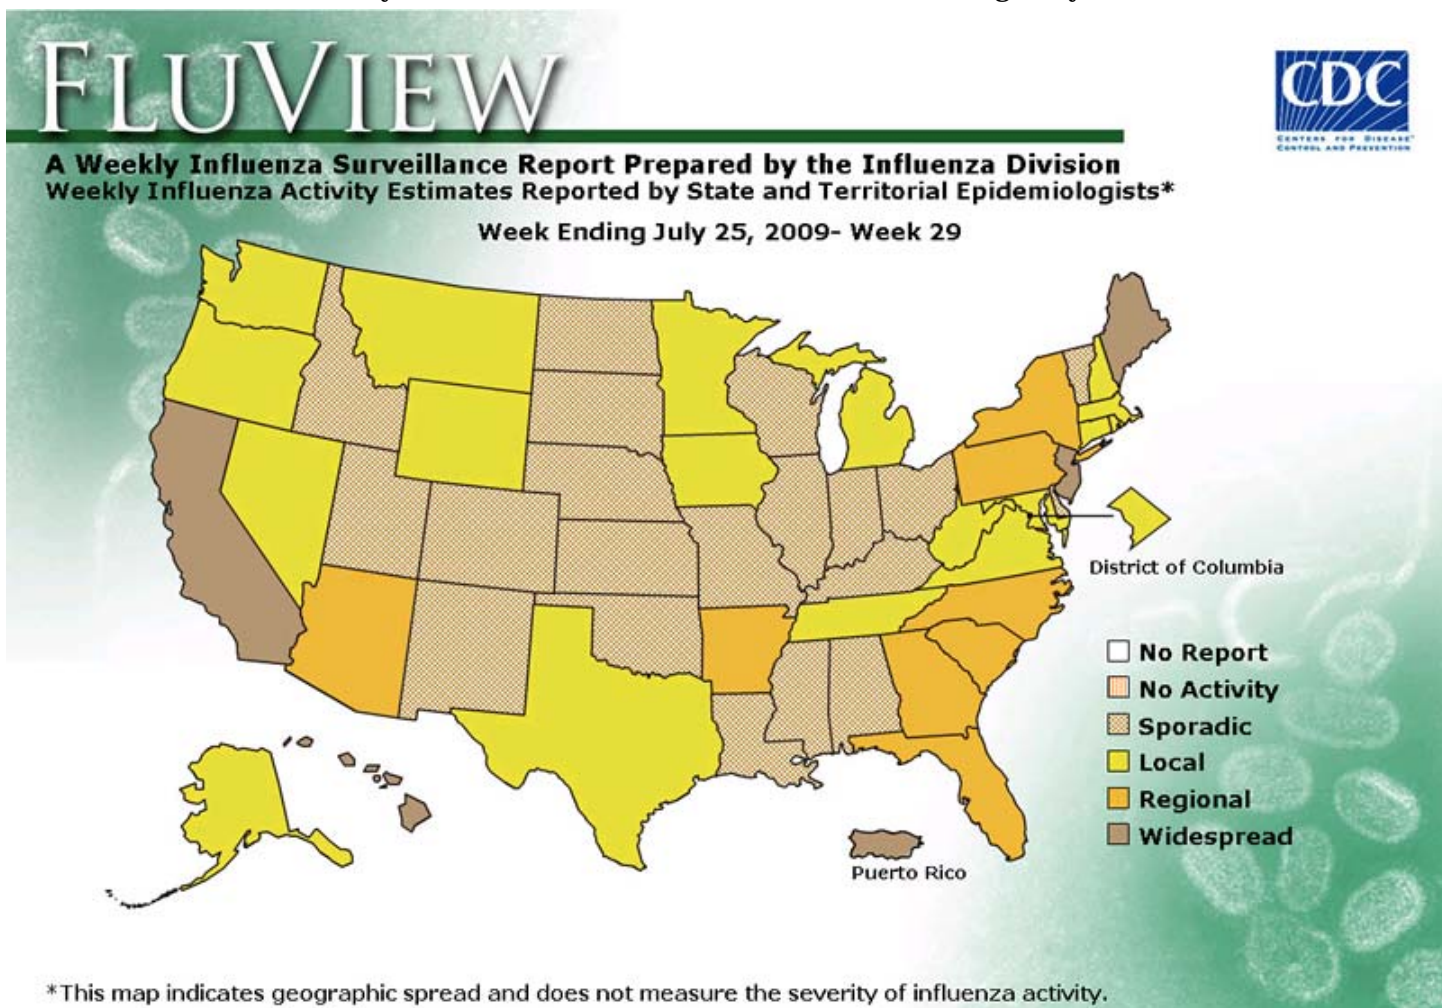 FLUVIEW
CDC
CENTERS FOR DISEASE
CONTROL AND PREVENTION
A Weekly Influenza Surveillance Report Prepared by the Influenza Division
Weekly Influenza Activity Estimates Reported by State and Territorial Epidemiologists*
Week Ending July 25, 2009- Week 29
District of Columbia
No Report
No Activity
Sporadic
Local
Regional
Widespread
Puerto Rico
*This map indicates geographic spread and does not measure the severity of influenza activity.